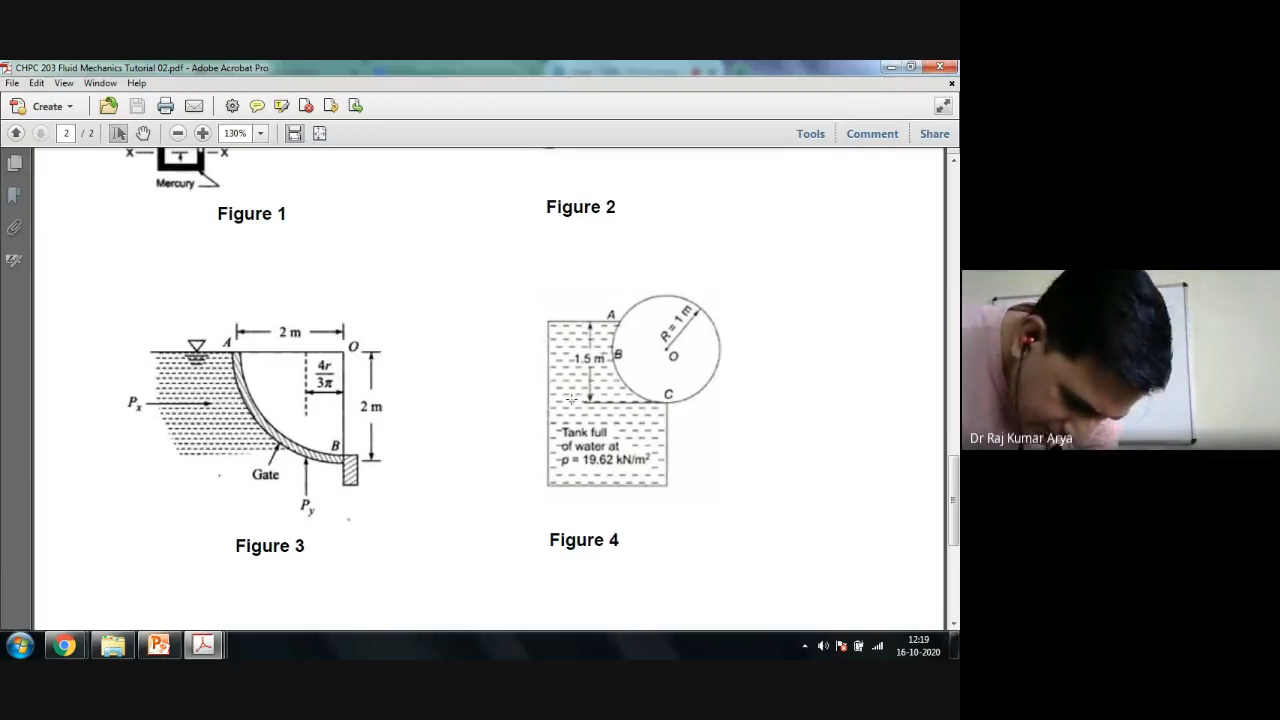 CHPC 203 Fluid Mechanics Tutorial 02.pdf - Adobe Acrobat Pro
File Edit View Window Help
Create
2 / 2 130% Tools Comment Share
X X
Mercury
Figure 1
Figure 2
2 m
A O
4r
3π
2 m
Px
B
Gate
Py
Figure 3
A
R = 1 m
1.5 m
B
O
C
Tank full
of water at
p = 19.62 kN/m²
Figure 4
Dr Raj Kumar Arya
12:19
16-10-2020